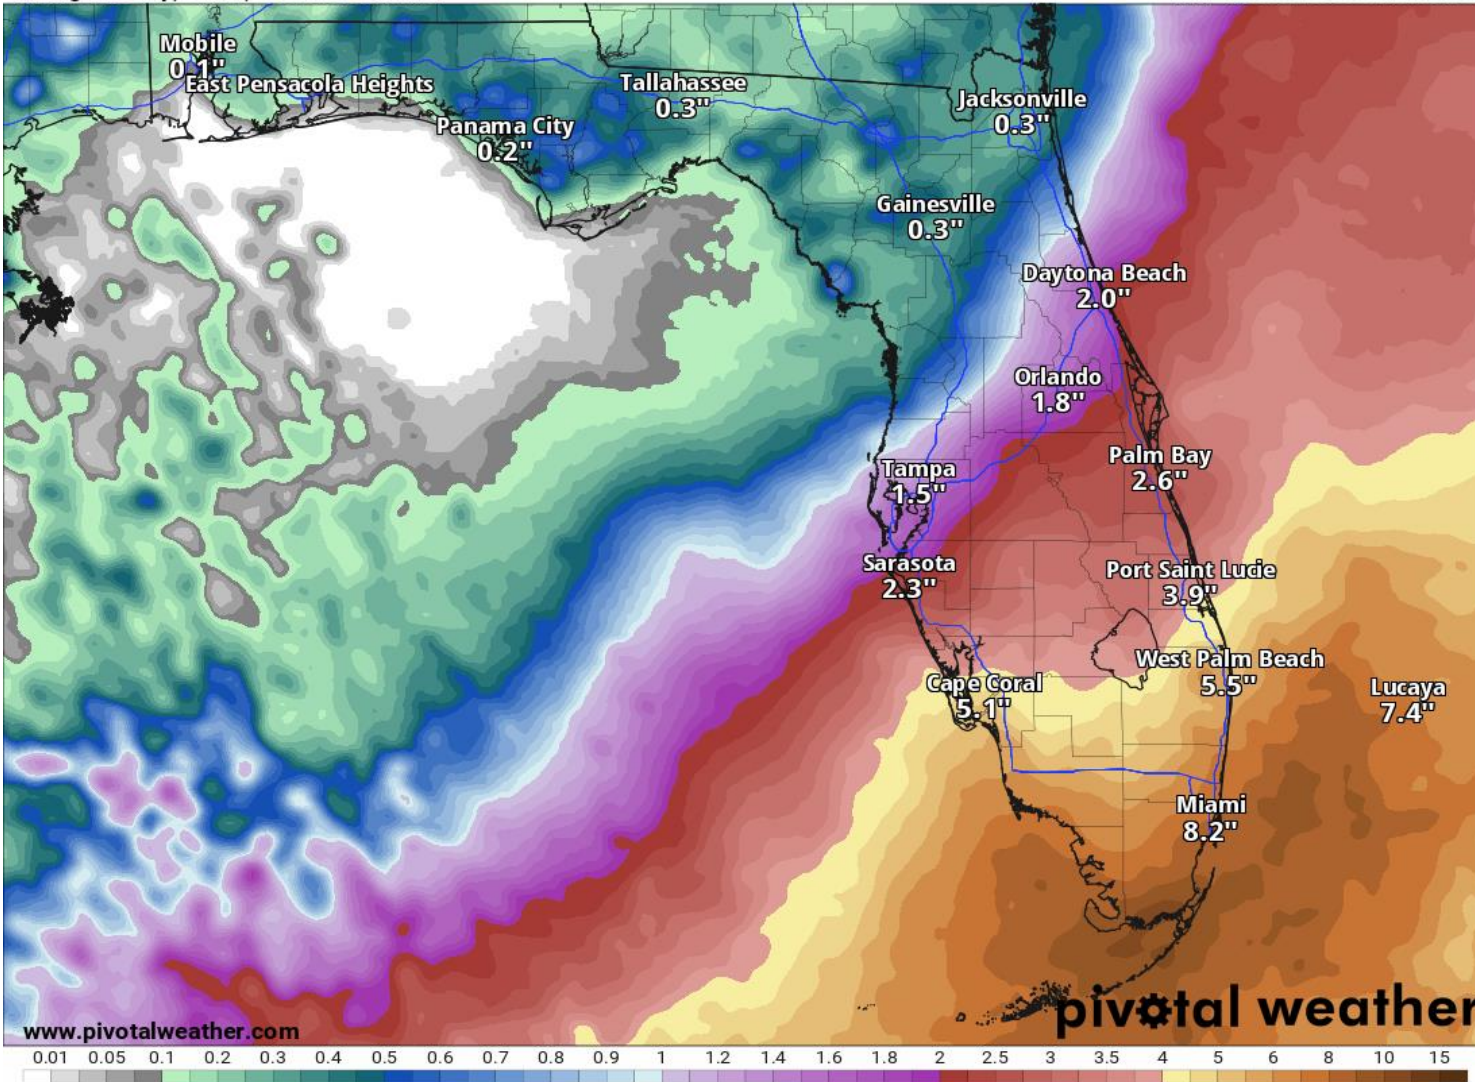 Mobile
0.1"
East Pensacola Heights
Panama City
0.2"
Tallahassee
0.3"
Jacksonville
0.3"
Gainesville
0.3"
Daytona Beach
2.0"
Orlando
1.8"
Palm Bay
2.6"
Tampa
1.5"
Sarasota
2.3"
Port Saint Lucie
3.9"
West Palm Beach
5.5"
Cape Coral
5.1"
Lucaya
7.4"
Miami
8.2"
pivotal weather
www.pivotalweather.com
0.01 0.05 0.1 0.2 0.3 0.4 0.5 0.6 0.7 0.8 0.9 1 1.2 1.4 1.6 1.8 2 2.5 3 3.5 4 5 6 8 10 15